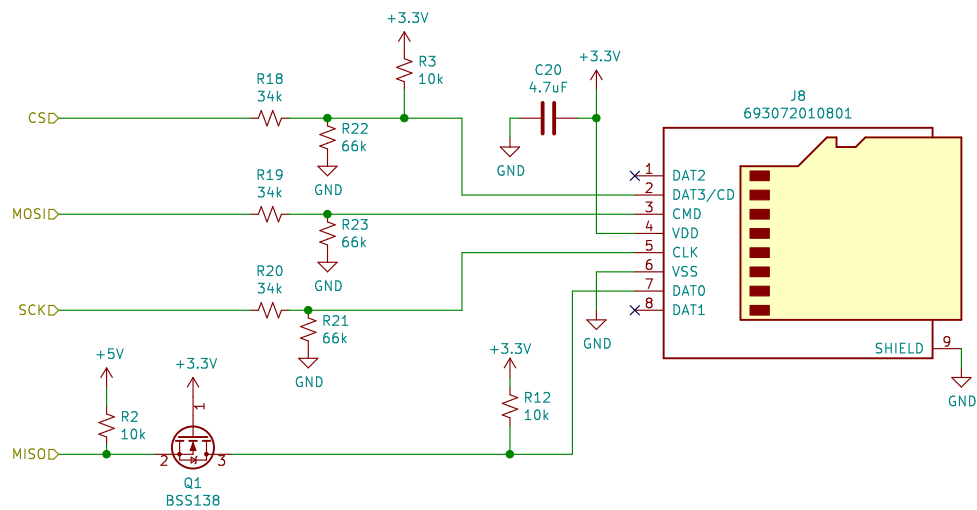 +3.3V
R3
10k
+3.3V
C20
4.7uF
R18
34k
J8
693072010801
CS
R22
66k
GND
GND
1 DAT2
2 DAT3/CD
R19
34k
MOSI
3 CMD
R23
66k
4 VDD
5 CLK
GND
R20
34k
6 VSS
7 DAT0
SCK
8 DAT1
R21
66k
GND
GND
SHIELD 9
+5V
+3.3V
+3.3V
GND
1
R2
10k
R12
10k
MISO
2
3
Q1
BSS138